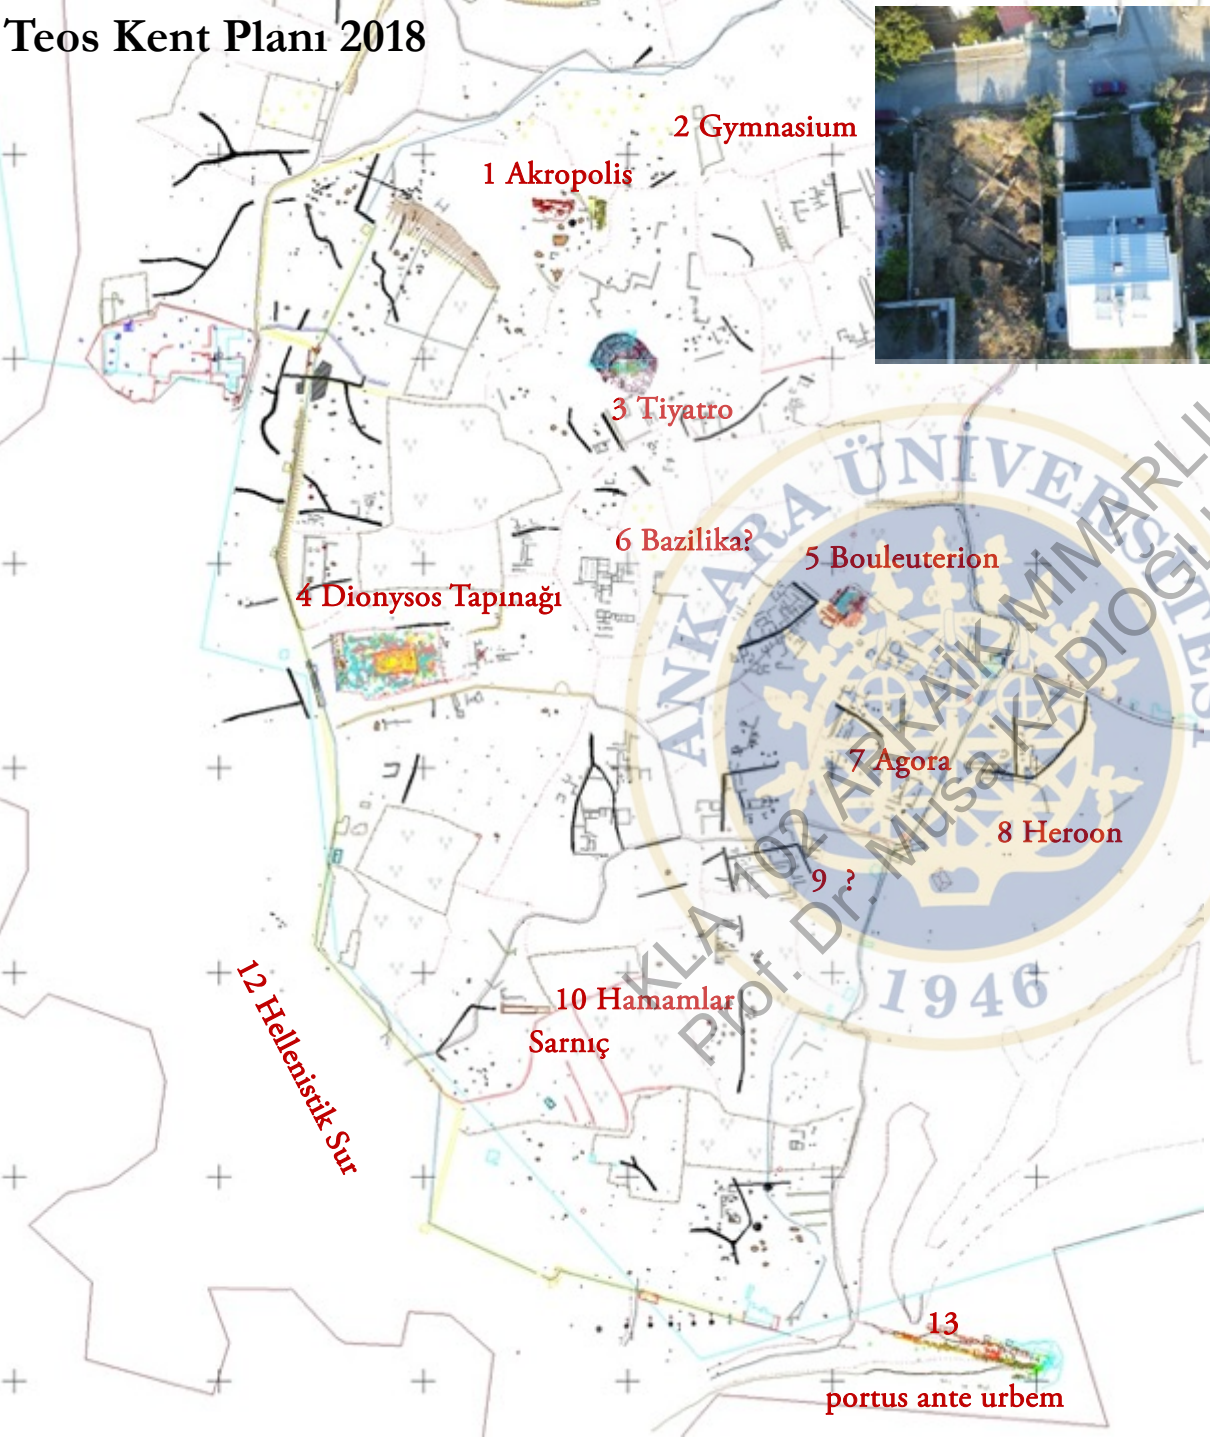 Teos Kent Planı 2018
2 Gymnasium
1 Akropolis
3 Tiyatro
6 Bazilika?
5 Bouleuterion
4 Dionysos Tapınağı
7 Agora
8 Heroon
9 ?
10 Hamamlar
Sarnıç
12 Hellenistik Sur
13
portus ante urbem
ANKARA ÜNİVERSİTESİ
1946
KLA 102 ARKAİK MİMARLI
Prof. Dr. Musa KADIOĞLU